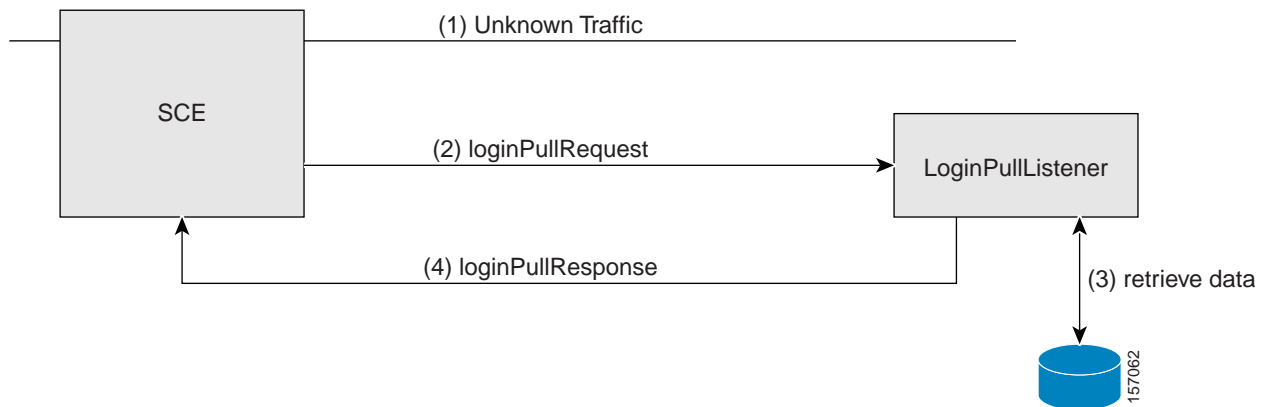 (1) Unknown Traffic
SCE
(2) loginPullRequest
LoginPullListener
(4) loginPullResponse
(3) retrieve data
157062